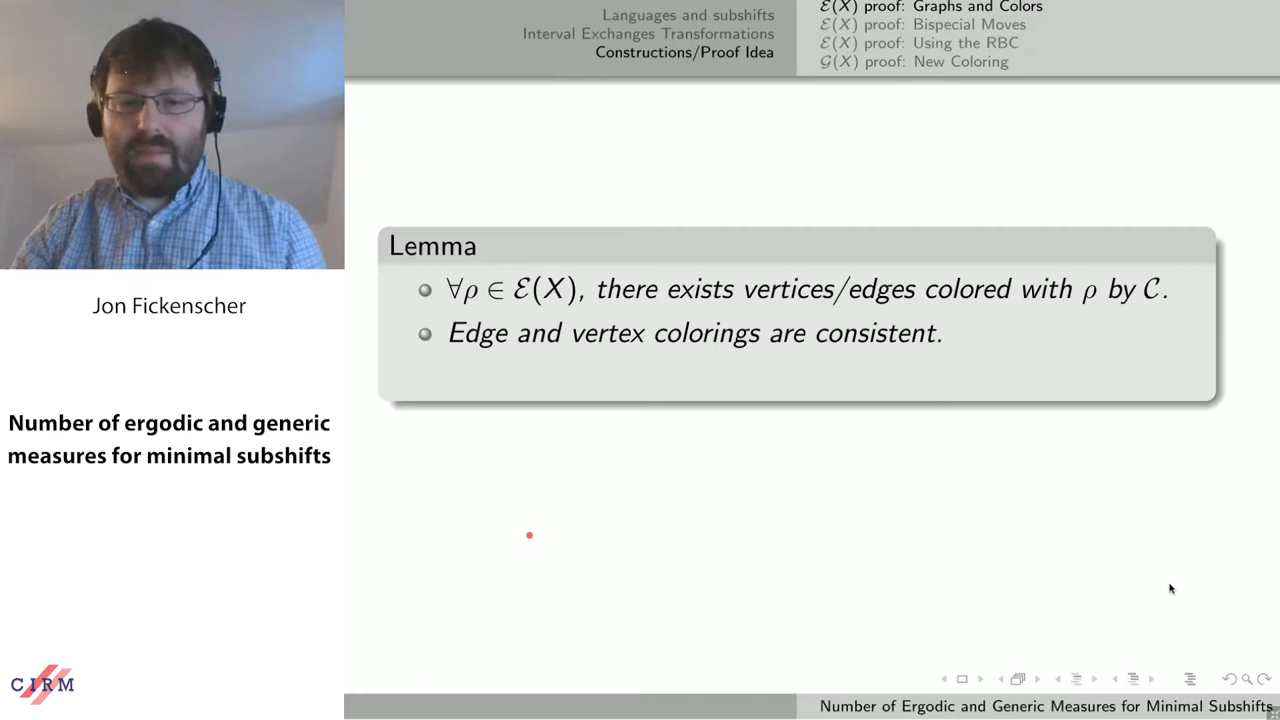 Languages and subshifts
Interval Exchanges Transformations
Constructions/Proof Idea
ℰ(X) proof: Graphs and Colors
ℰ(X) proof: Bispecial Moves
ℰ(X) proof: Using the RBC
𝒢(X) proof: New Coloring
Jon Fickenscher
Number of ergodic and generic
measures for minimal subshifts
CIRM
Lemma
∀ρ ∈ ℰ(X), there exists vertices/edges colored with ρ by 𝒞.
Edge and vertex colorings are consistent.
Number of Ergodic and Generic Measures for Minimal Subshifts